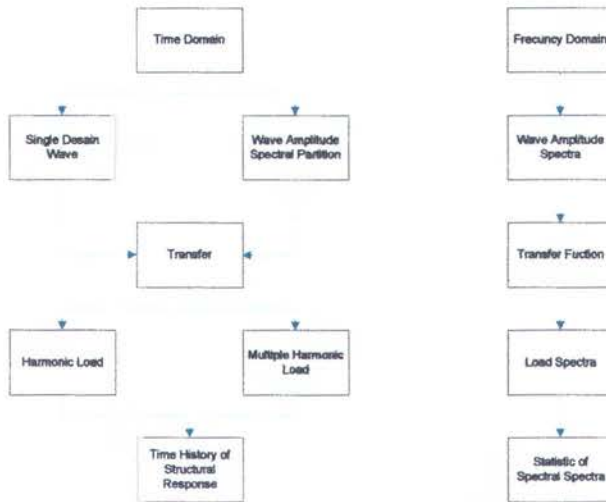 Time Domain
Frecuncy Domain
Single Desain
Wave
Wave Amplitude
Spectral Partition
Wave Amplitude
Spectra
Transfer
Transfer Fuction
Harmonic Load
Multiple Harmonic
Load
Load Spectra
Time History of
Structural
Response
Statistic of
Spectral Spectra